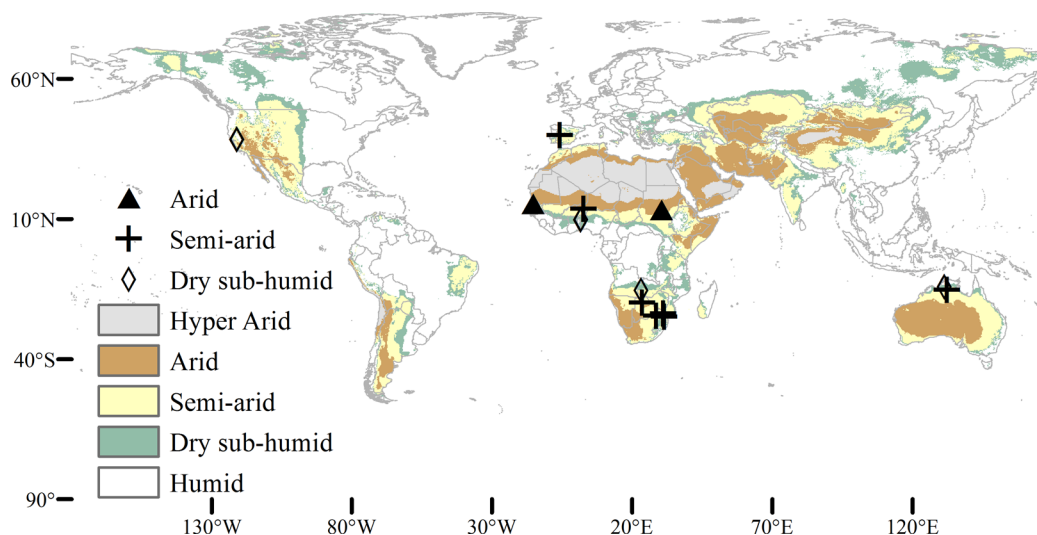 60°N
10°N
40°S
90°
Arid
Semi-arid
Dry sub-humid
Hyper Arid
Arid
Semi-arid
Dry sub-humid
Humid
130°W 80°W 30°W 20°E 70°E 120°E